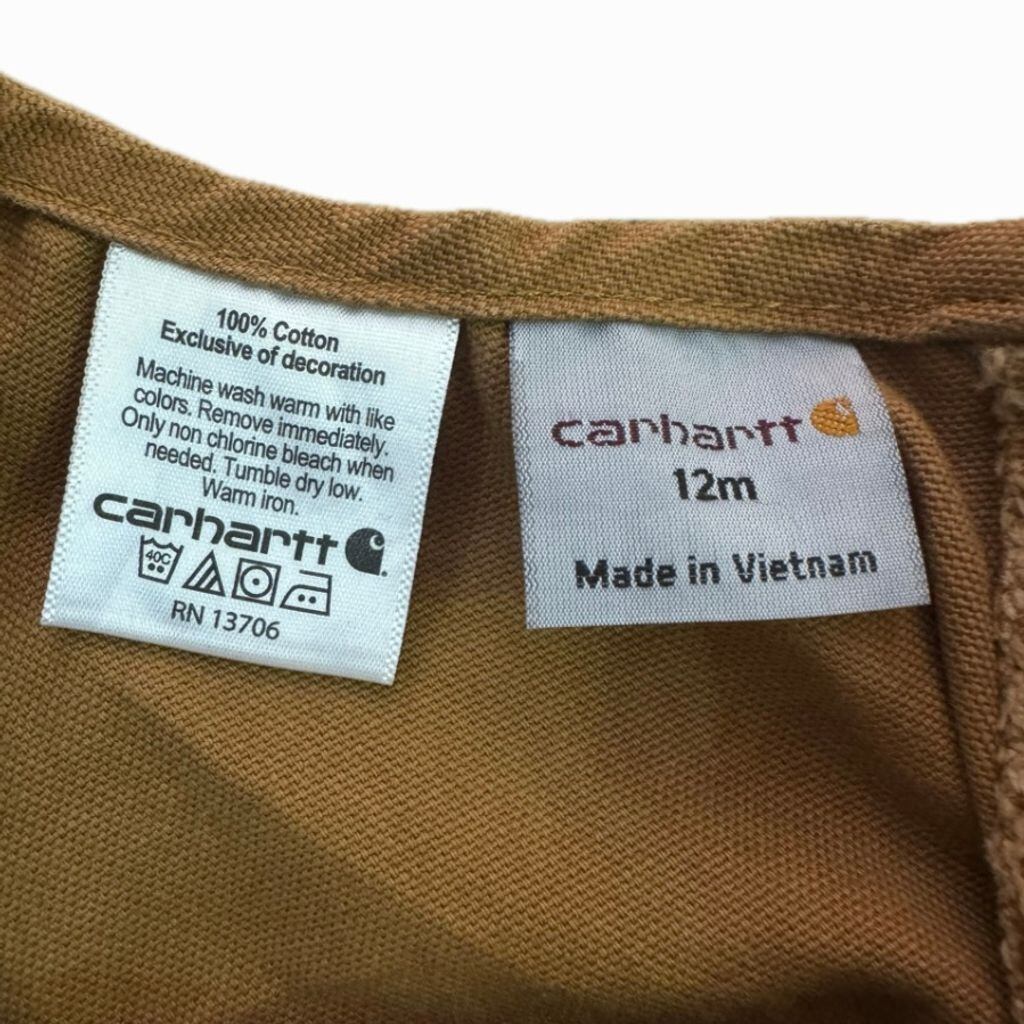 100% Cotton
Exclusive of decoration
Machine wash warm with like
colors. Remove immediately.
Only non chlorine bleach when
needed. Tumble dry low.
Warm iron.
carhartt
40C
RN 13706
carhartt
12m
Made in Vietnam